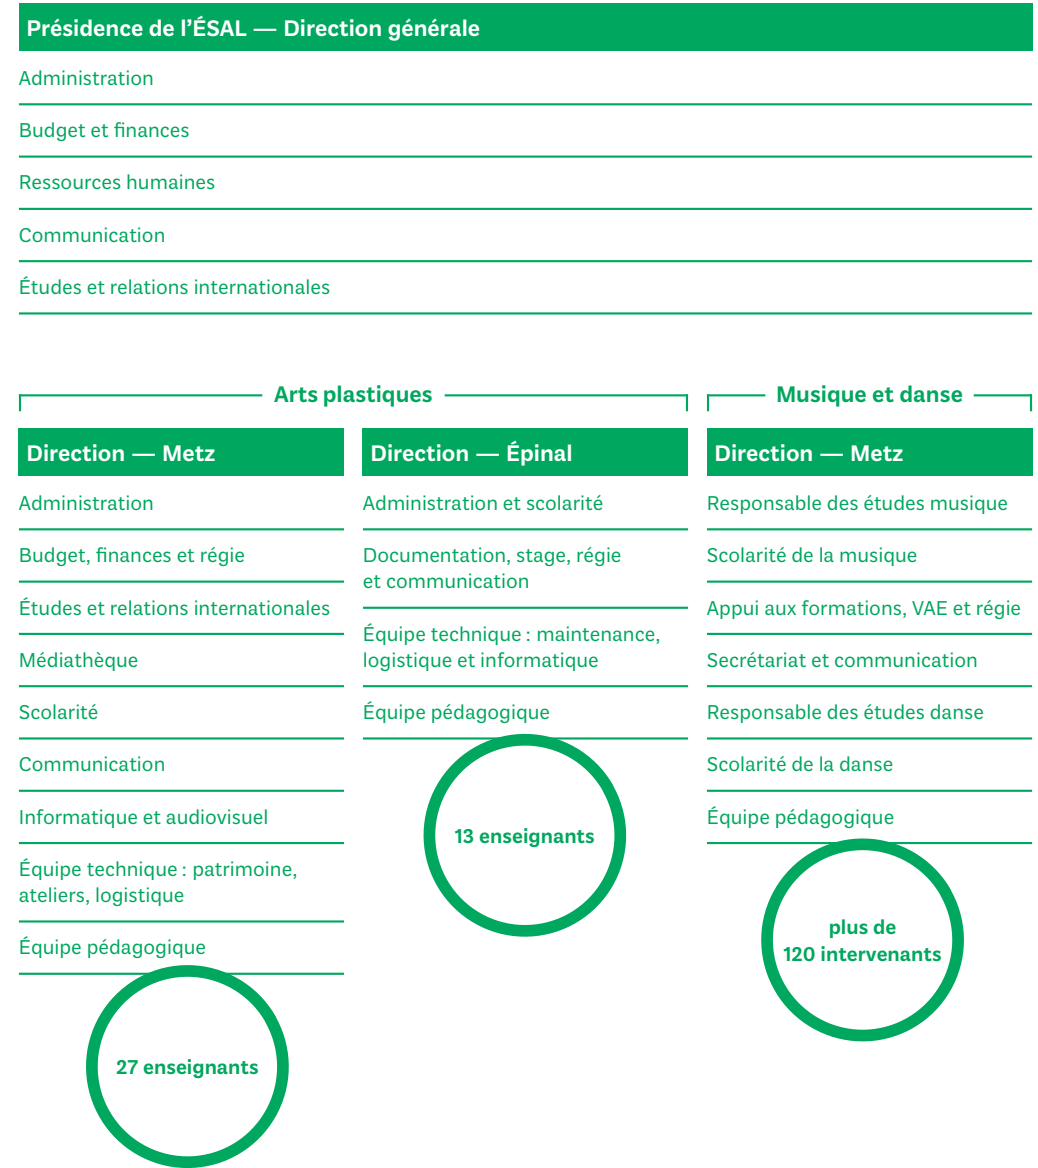 Présidence de l’ÉSAL — Direction générale
Administration
Budget et finances
Ressources humaines
Communication
Études et relations internationales
Arts plastiques
Direction — Metz
Administration
Budget, finances et régie
Études et relations internationales
Médiathèque
Scolarité
Communication
Informatique et audiovisuel
Équipe technique : patrimoine,
ateliers, logistique
Équipe pédagogique
27 enseignants
Direction — Épinal
Administration et scolarité
Documentation, stage, régie
et communication
Équipe technique : maintenance,
logistique et informatique
Équipe pédagogique
13 enseignants
Musique et danse
Direction — Metz
Responsable des études musique
Scolarité de la musique
Appui aux formations, VAE et régie
Secrétariat et communication
Responsable des études danse
Scolarité de la danse
Équipe pédagogique
plus de
120 intervenants